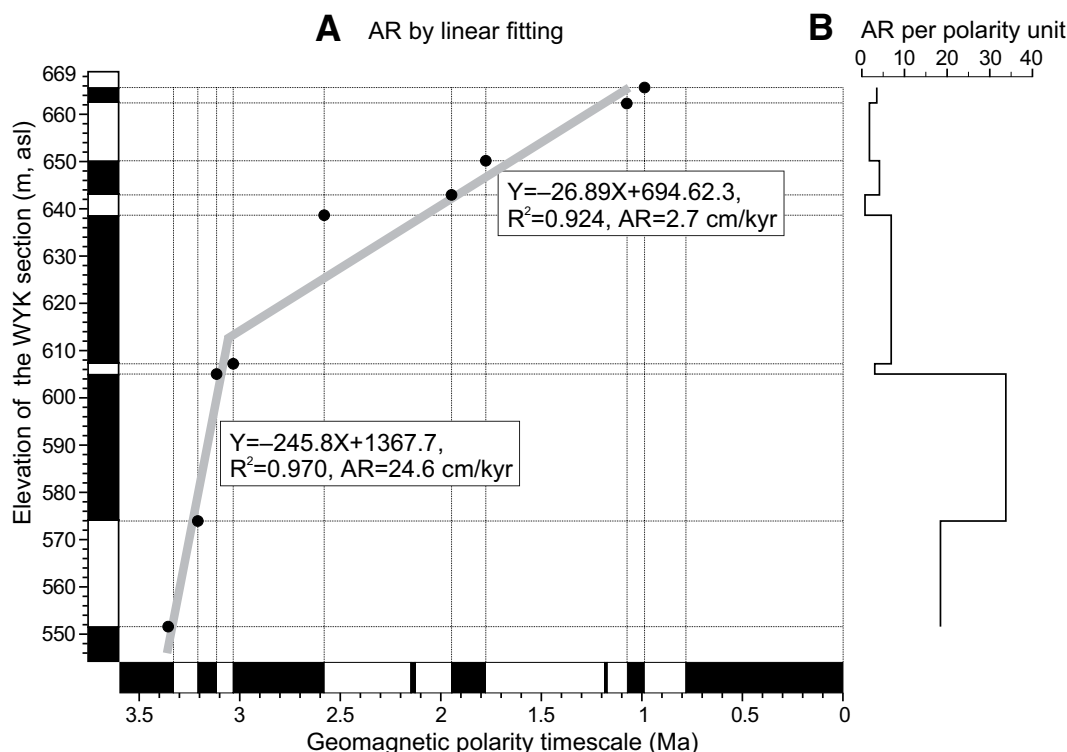 A AR by linear fitting
B AR per polarity unit
0 10 20 30 40
Elevation of the WYK section (m, asl)
669
660
650
640
630
620
610
600
590
580
570
560
550
Y=–26.89X+694.62.3,
R²=0.924, AR=2.7 cm/kyr
Y=–245.8X+1367.7,
R²=0.970, AR=24.6 cm/kyr
3.5 3 2.5 2 1.5 1 0.5 0
Geomagnetic polarity timescale (Ma)